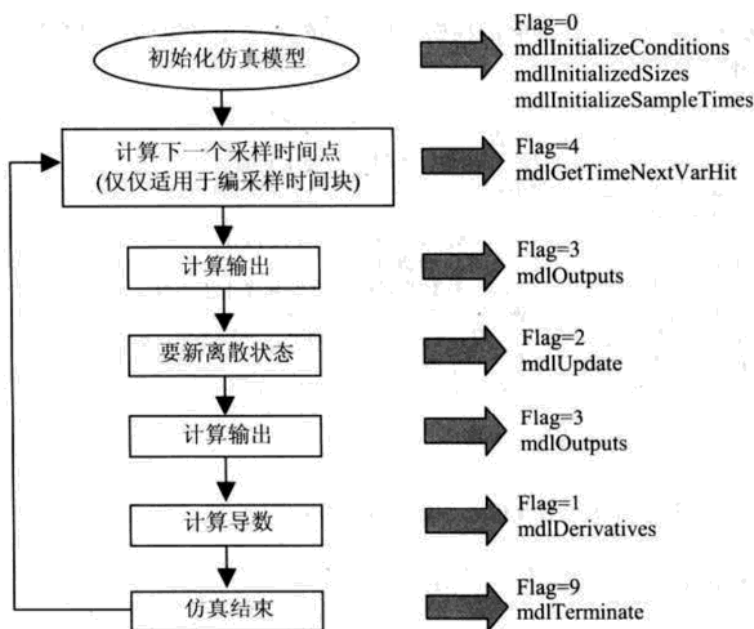 初始化仿真模型
Flag=0
mdlInitializeConditions
mdlInitializedSizes
mdlInitializeSampleTimes
计算下一个采样时间点
(仅仅适用于编采样时间块)
Flag=4
mdlGetTimeNextVarHit
计算输出
Flag=3
mdlOutputs
要新离散状态
Flag=2
mdlUpdate
计算输出
Flag=3
mdlOutputs
计算导数
Flag=1
mdlDerivatives
仿真结束
Flag=9
mdlTerminate